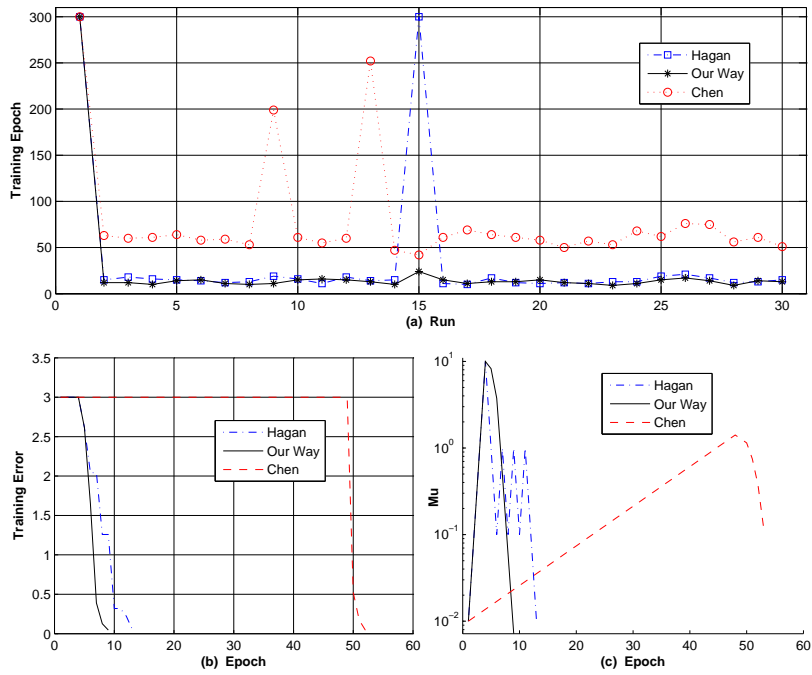 300
250
200
150
100
50
0
Training Epoch
Hagan
Our Way
Chen
0 5 10 15 20 25 30
(a) Run
3.5
3
2.5
2
1.5
1
0.5
0
Training Error
Hagan
Our Way
Chen
0 10 20 30 40 50 60
(b) Epoch
10^1
10^0
10^-1
10^-2
Mu
Hagan
Our Way
Chen
0 10 20 30 40 50 60
(c) Epoch